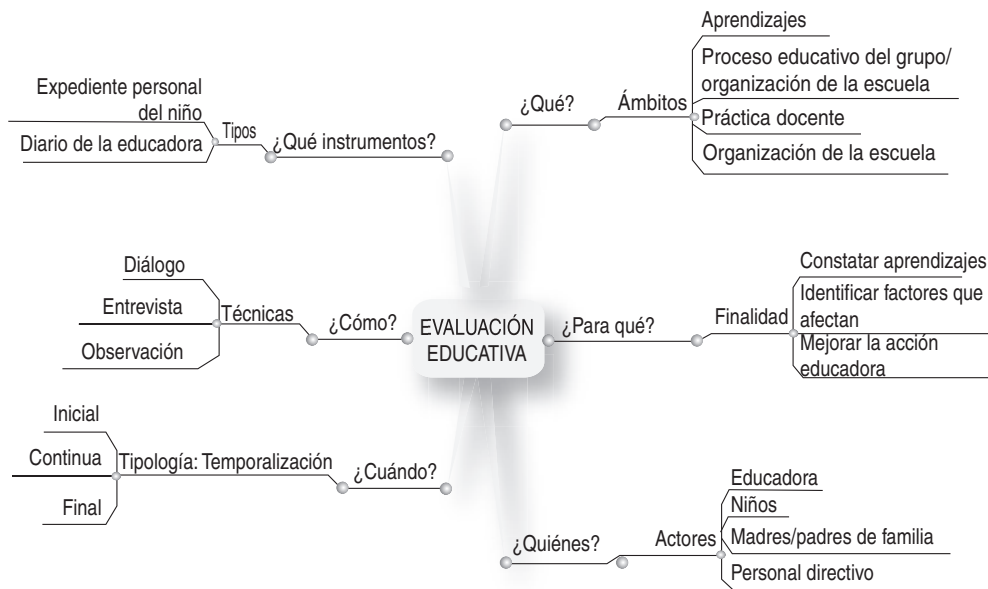 Aprendizajes
Proceso educativo del grupo/
organización de la escuela
¿Qué?
Ámbitos
Práctica docente
Organización de la escuela
Expediente personal
del niño
Diario de la educadora
Tipos
¿Qué instrumentos?
Constatar aprendizajes
Identificar factores que
afectan
Mejorar la acción
educadora
¿Para qué?
Finalidad
EVALUACIÓN
EDUCATIVA
Diálogo
Entrevista
Observación
Técnicas
¿Cómo?
Inicial
Continua
Final
Tipología: Temporalización
¿Cuándo?
¿Quiénes?
Actores
Educadora
Niños
Madres/padres de familia
Personal directivo